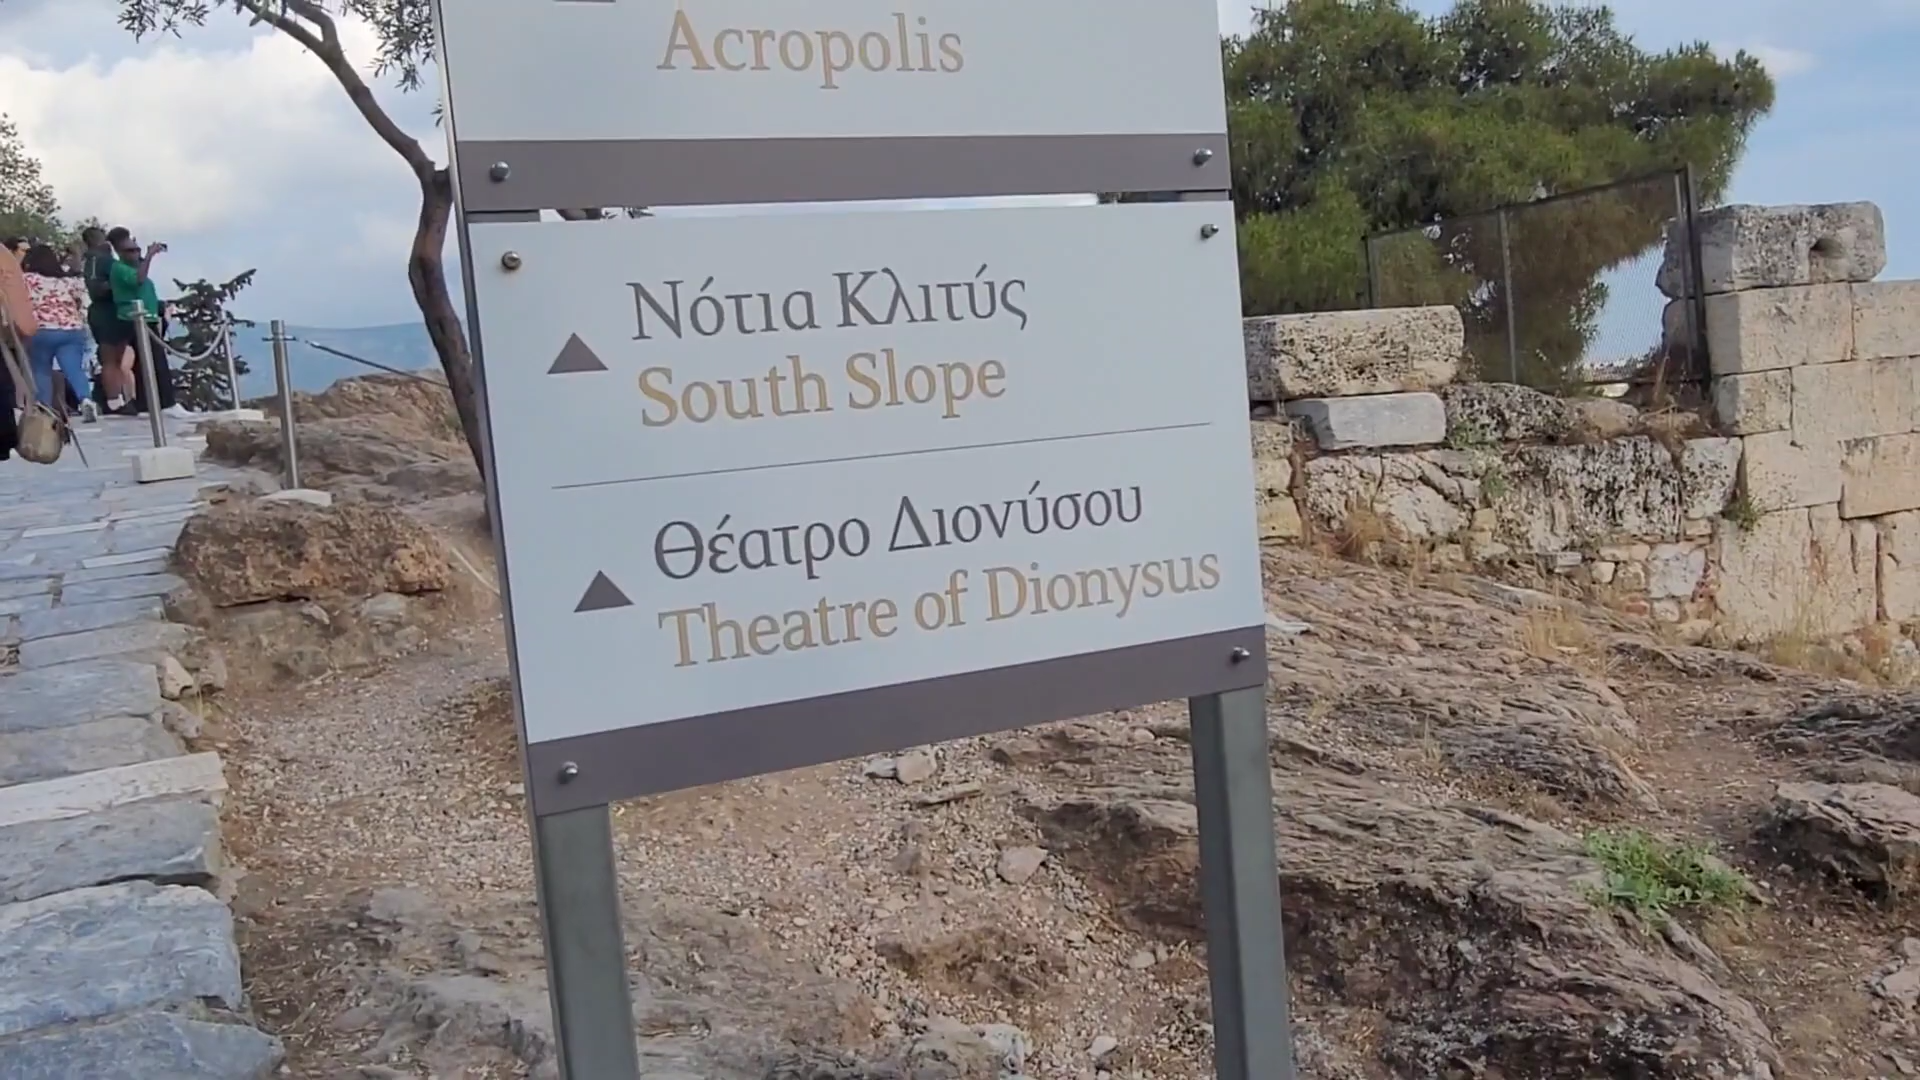 Acropolis
Νότια Κλιτύς
South Slope
Θέατρο Διονύσου
Theatre of Dionysus